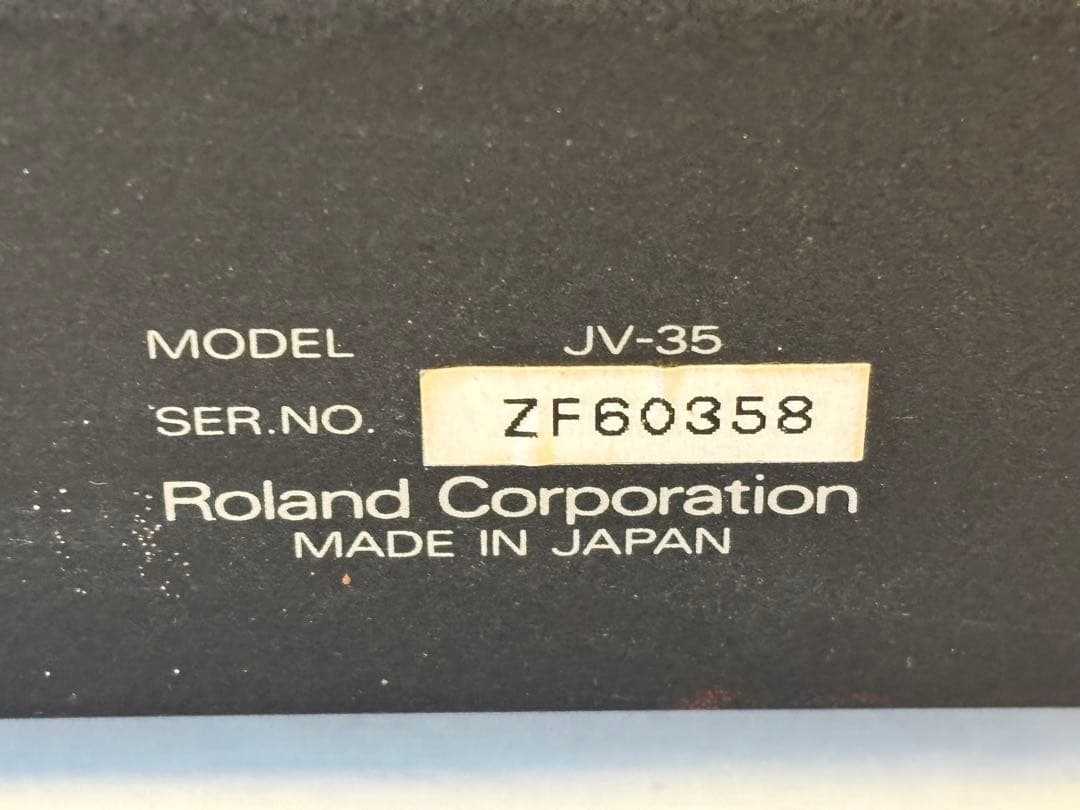 MODEL JV-35
SER.NO. ZF60358
Roland Corporation
MADE IN JAPAN